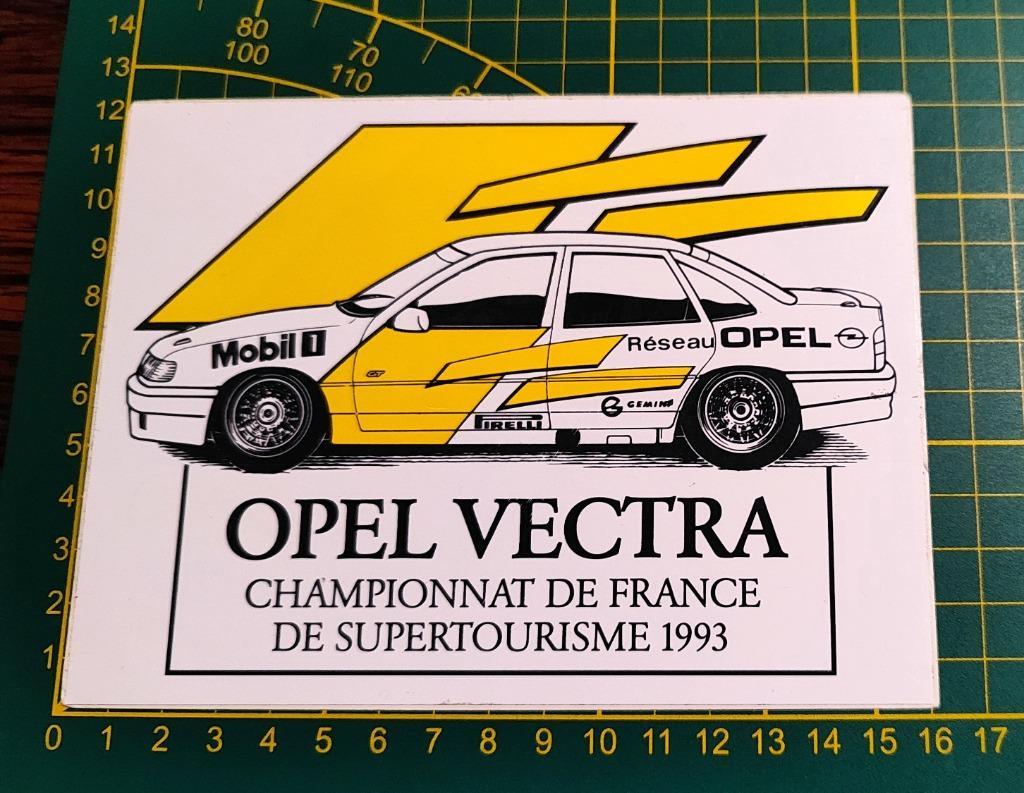 14
80
100
70
110
13
12
11
10
9
8
7
6
5
4
3
2
1
Mobil 1
GT
Réseau OPEL
GEMINI
PIRELLI
OPEL VECTRA
CHAMPIONNAT DE FRANCE
DE SUPERTOURISME 1993
0 1 2 3 4 5 6 7 8 9 10 11 12 13 14 15 16 17